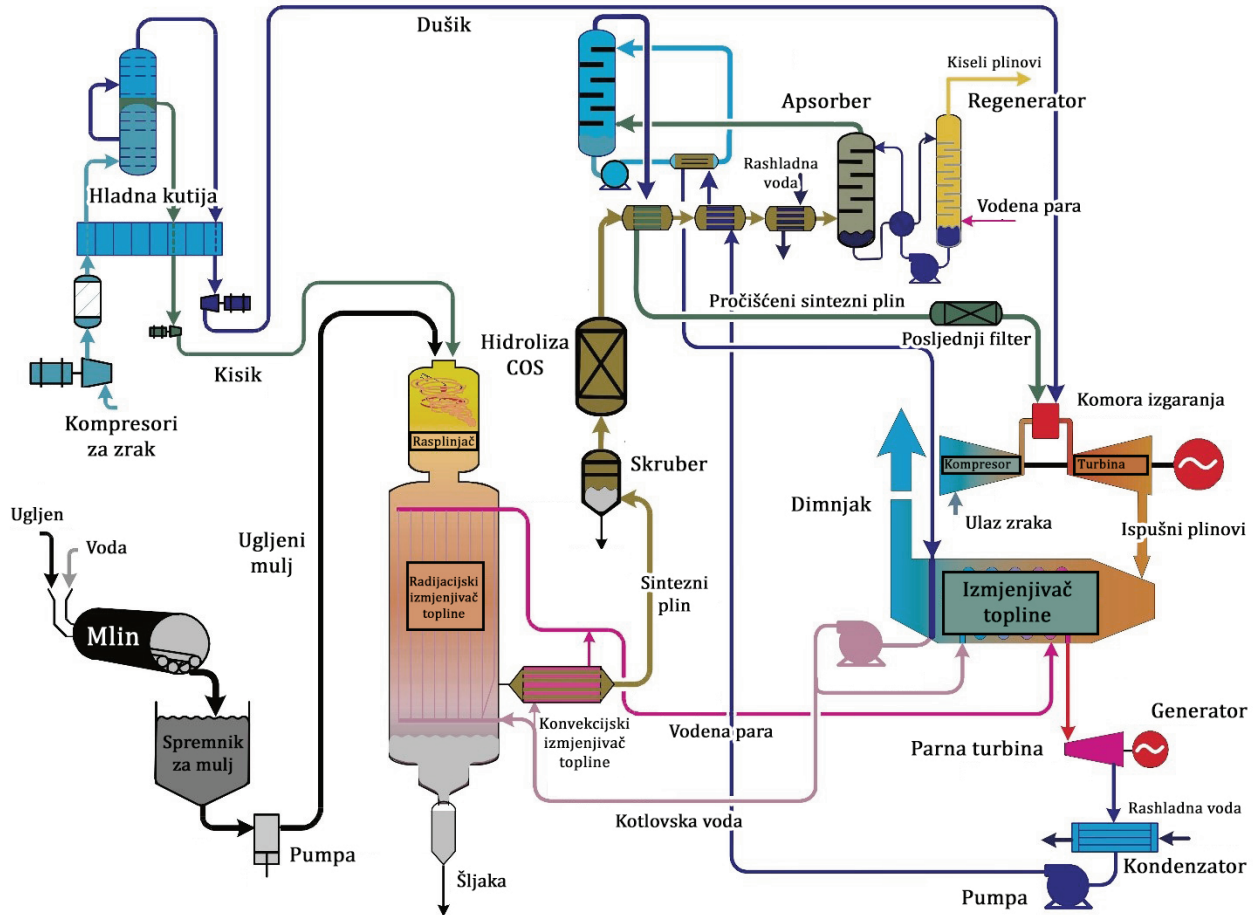 Dušik
Kiseli plinovi
Apsorber
Regenerator
Rashladna
voda
Hladna kutija
Vodena para
Pročišćeni sintezni plin
Posljednji filter
Hidroliza
COS
Kisik
Kompresori
za zrak
Komora izgaranja
Rasplinjač
Skruber
Kompresor
Turbina
Dimnjak
Ulaz zraka
Ispušni plinovi
Ugljen
Voda
Ugljeni
mulj
Radijacijski
izmjenjivač
topline
Sintezni
plin
Izmjenjivač
topline
Mlin
Spremnik
za mulj
Konvekcijski
izmjenjivač
topline
Vodena para
Generator
Parna turbina
Kotlovska voda
Rashladna voda
Kondenzator
Pumpa
Pumpa
Šljaka